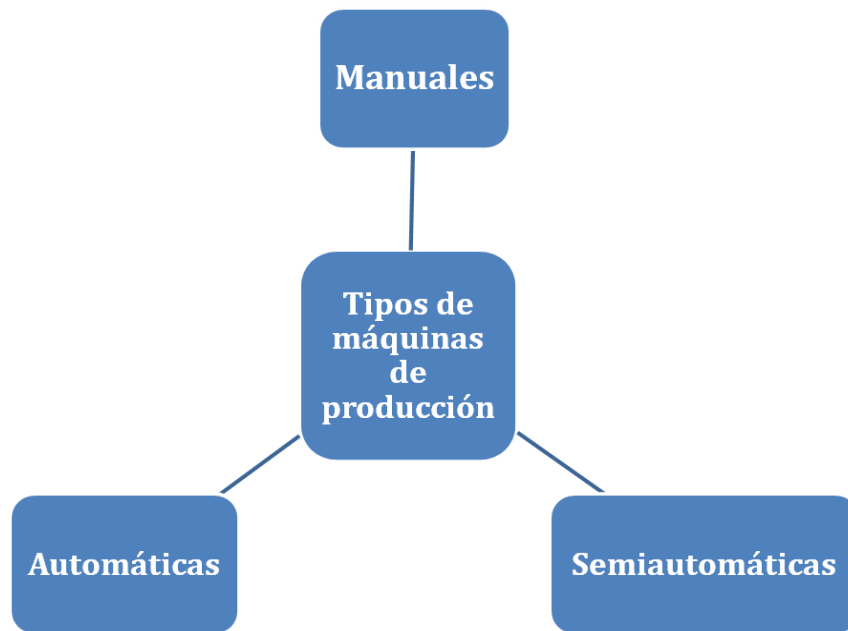 Manuales
Tipos de
máquinas
de
producción
Automáticas
Semiautomáticas